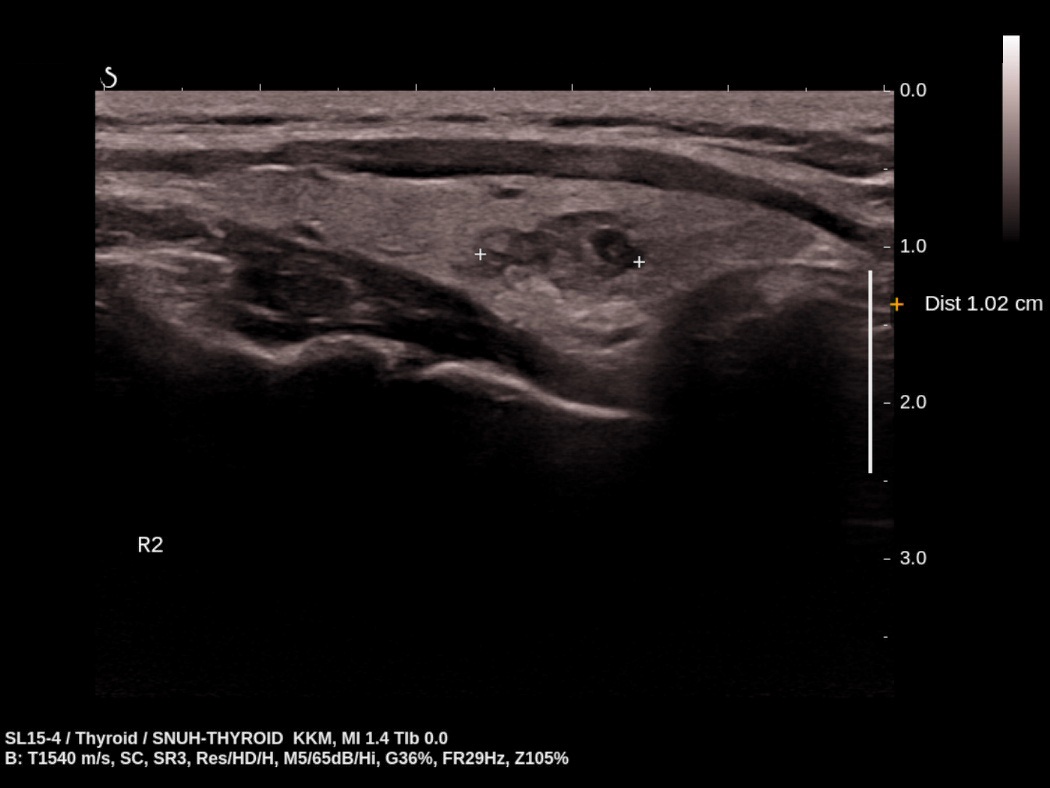 S
0.0
1.0
Dist 1.02 cm
2.0
R2
3.0
SL15-4 / Thyroid / SNUH-THYROID KKM, MI 1.4 TIb 0.0
B: T1540 m/s, SC, SR3, Res/HD/H, M5/65dB/Hi, G36%, FR29Hz, Z105%